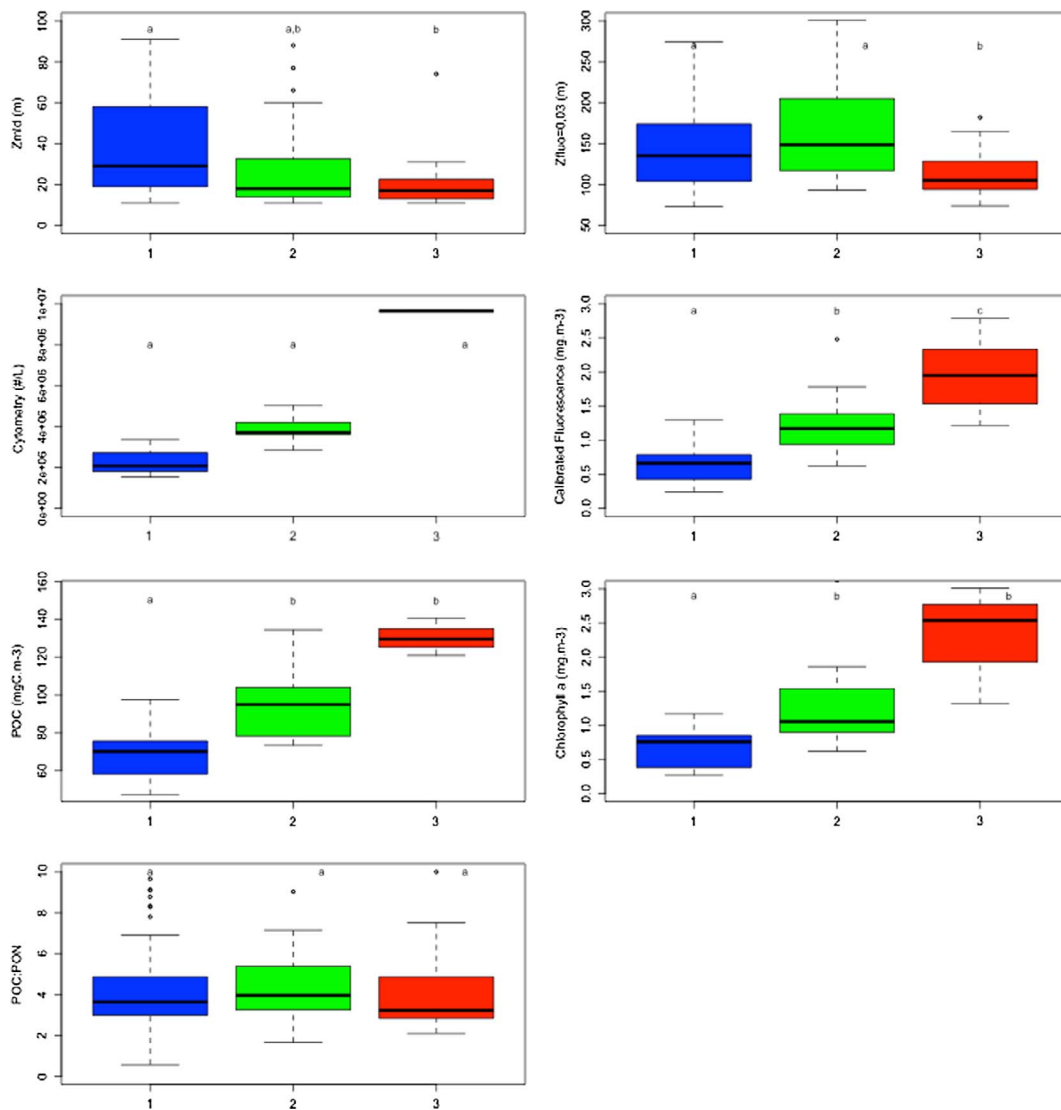 Zmld (m)
0 20 40 60 80 100
a a,b b
1 2 3
Zfluo=0,03 (m)
50 100 150 200 250 300
a a b
1 2 3
Cytometry (#/L)
0e+00 2e+06 4e+06 6e+06 8e+06 1e+07
a a a
1 2 3
Calibrated Fluorescence (mg.m-3)
0.0 0.5 1.0 1.5 2.0 2.5 3.0
a b c
1 2 3
POC (mgC.m-3)
60 80 100 120 140 160
a b b
1 2 3
Chlorophyll a (mg.m-3)
0.0 0.5 1.0 1.5 2.0 2.5 3.0
a b b
1 2 3
POC:PON
0 2 4 6 8 10
a a a
1 2 3